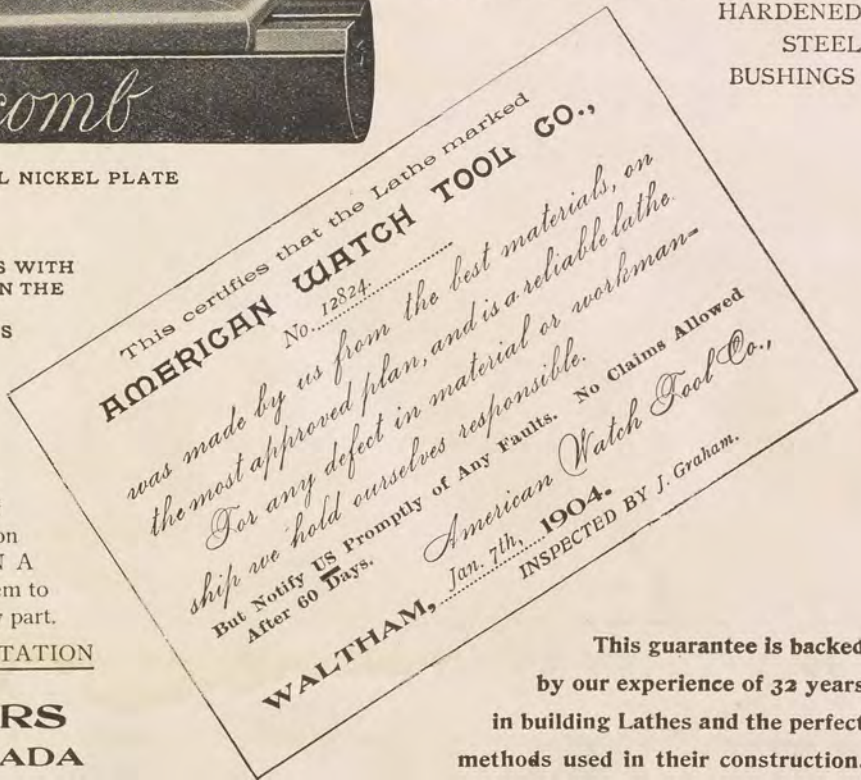 HARDENED
STEEL
BUSHINGS
comb
L NICKEL PLATE
S WITH
N THE
S
This certifies that the Lathe marked
AMERICAN WATCH TOOL CO.,
No. 12824.
was made by us from the best materials, on
the most approved plan, and is a reliable lathe.
For any defect in material or workman-
ship we hold ourselves responsible.
But Notify US Promptly of Any Faults. No Claims Allowed
After 60 Days.
American Watch Tool Co.,
WALTHAM, Jan. 7th, 1904.
INSPECTED BY J. Graham.
on
N A
em to
part.
TATION
RS
ADA
This guarantee is backed
by our experience of 32 years
in building Lathes and the perfect
methods used in their construction.